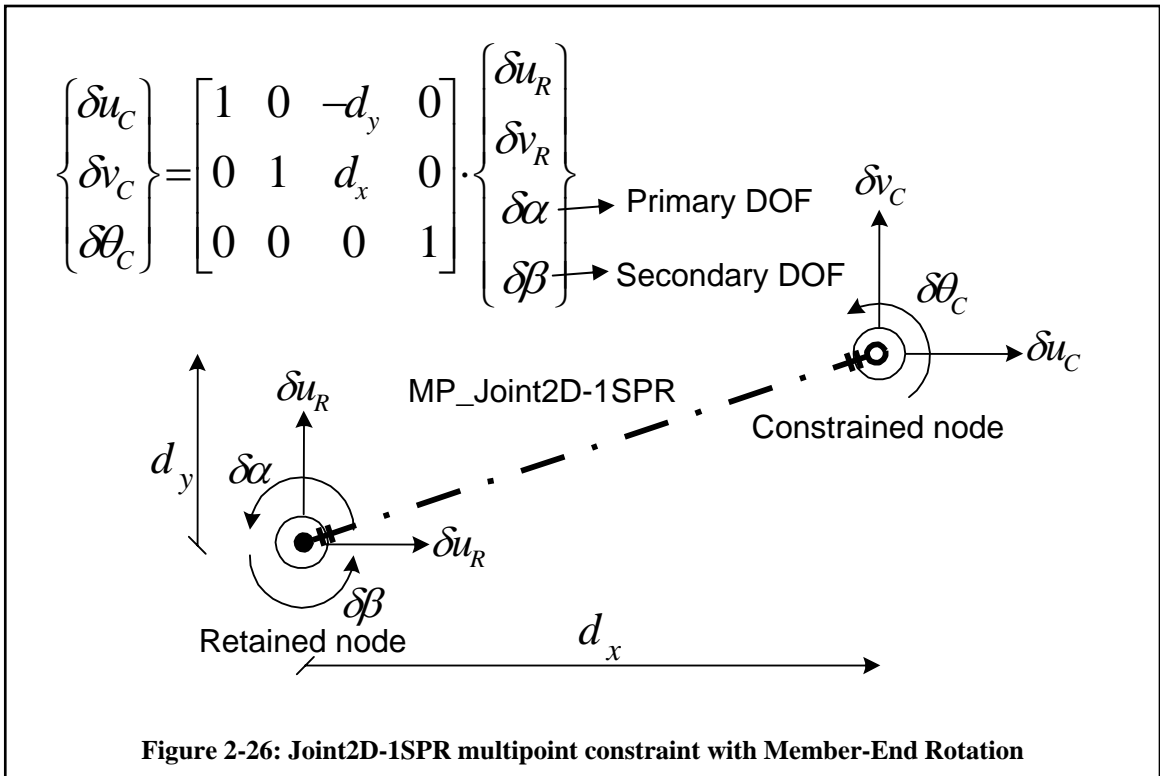 {δu_C δv_C δθ_C} = [1 0 −d_y 0
0 1 d_x 0
0 0 0 1] · {δu_R δv_R δα δβ}
Primary DOF
Secondary DOF
δv_C
δθ_C
δu_C
MP_Joint2D-1SPR
Constrained node
δu_R
d_y
δα
δu_R
δβ
Retained node
d_x
Figure 2-26: Joint2D-1SPR multipoint constraint with Member-End Rotation